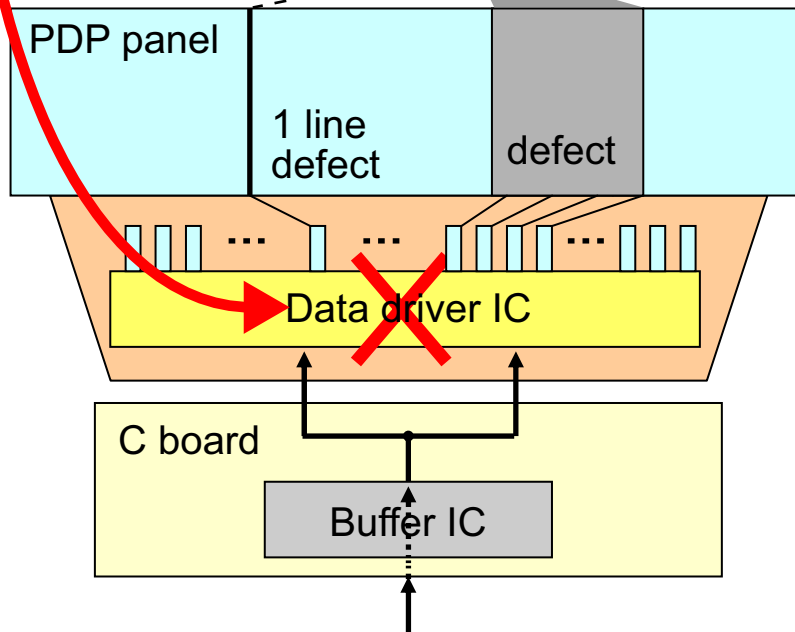 PDP panel
1 line
defect
defect
... ... ...
Data driver IC
C board
Buffer IC